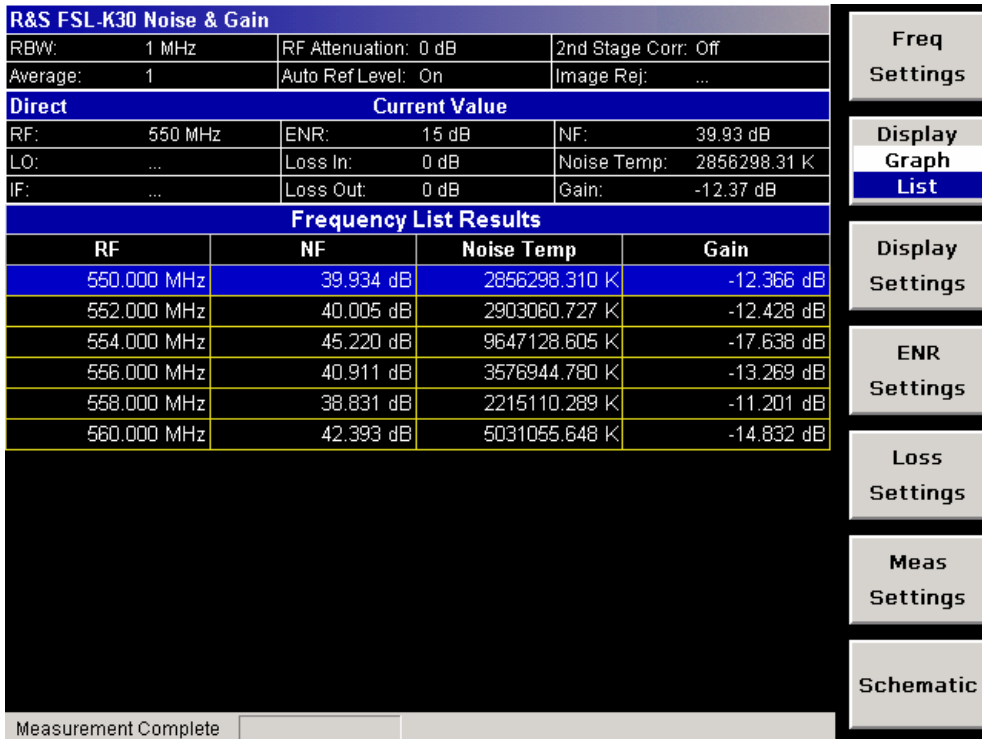 R&S FSL-K30 Noise & Gain
RBW: 1 MHz RF Attenuation: 0 dB 2nd Stage Corr: Off
Average: 1 Auto Ref Level: On Image Rej: ...
Direct Current Value
RF: 550 MHz ENR: 15 dB NF: 39.93 dB
LO: ... Loss In: 0 dB Noise Temp: 2856298.31 K
IF: ... Loss Out: 0 dB Gain: -12.37 dB
Frequency List Results
RF NF Noise Temp Gain
550.000 MHz 39.934 dB 2856298.310 K -12.366 dB
552.000 MHz 40.005 dB 2903060.727 K -12.428 dB
554.000 MHz 45.220 dB 9647128.605 K -17.638 dB
556.000 MHz 40.911 dB 3576944.780 K -13.269 dB
558.000 MHz 38.831 dB 2215110.289 K -11.201 dB
560.000 MHz 42.393 dB 5031055.648 K -14.832 dB
Measurement Complete
Freq
Settings
Display
Graph
List
Display
Settings
ENR
Settings
Loss
Settings
Meas
Settings
Schematic